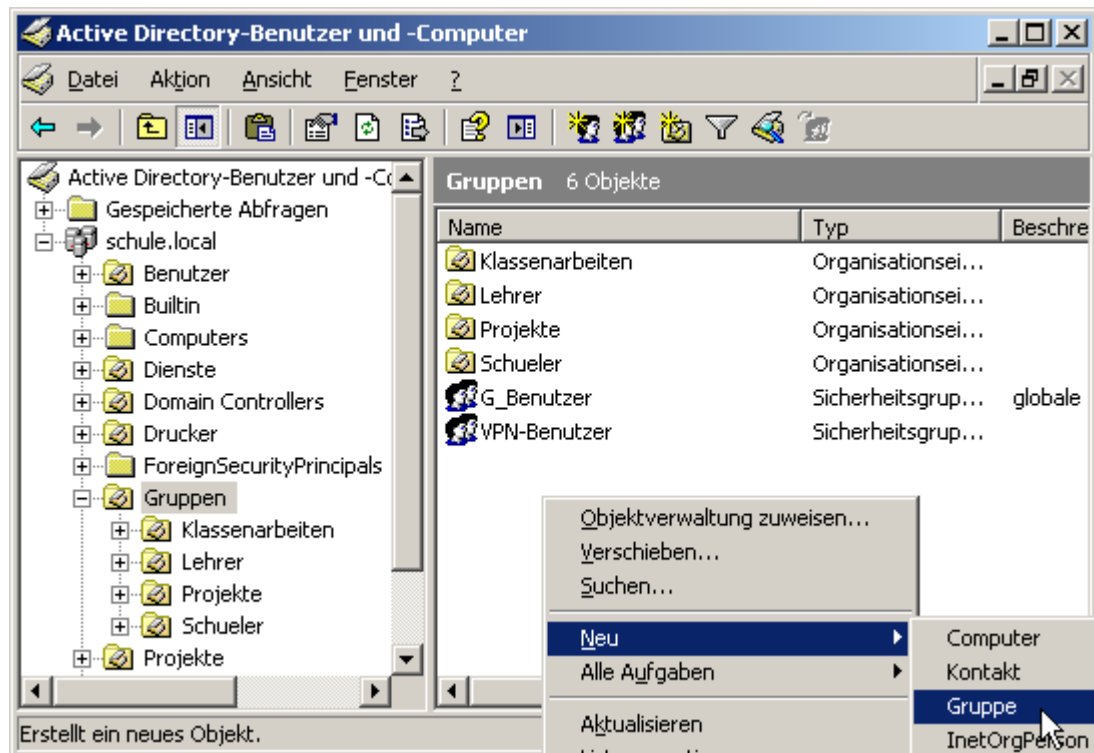 Active Directory-Benutzer und -Computer
Datei Aktion Ansicht Fenster ?
Active Directory-Benutzer und -Co
Gespeicherte Abfragen
schule.local
Benutzer
Builtin
Computers
Dienste
Domain Controllers
Drucker
ForeignSecurityPrincipals
Gruppen
Klassenarbeiten
Lehrer
Projekte
Schueler
Projekte
Gruppen 6 Objekte
Name Typ Beschre
Klassenarbeiten Organisationsei...
Lehrer Organisationsei...
Projekte Organisationsei...
Schueler Organisationsei...
G_Benutzer Sicherheitsgrup... globale
VPN-Benutzer Sicherheitsgrup...
Objektverwaltung zuweisen...
Verschieben...
Suchen...
Neu
Alle Aufgaben
Aktualisieren
Computer
Kontakt
Gruppe
InetOrgPerson
Erstellt ein neues Objekt.